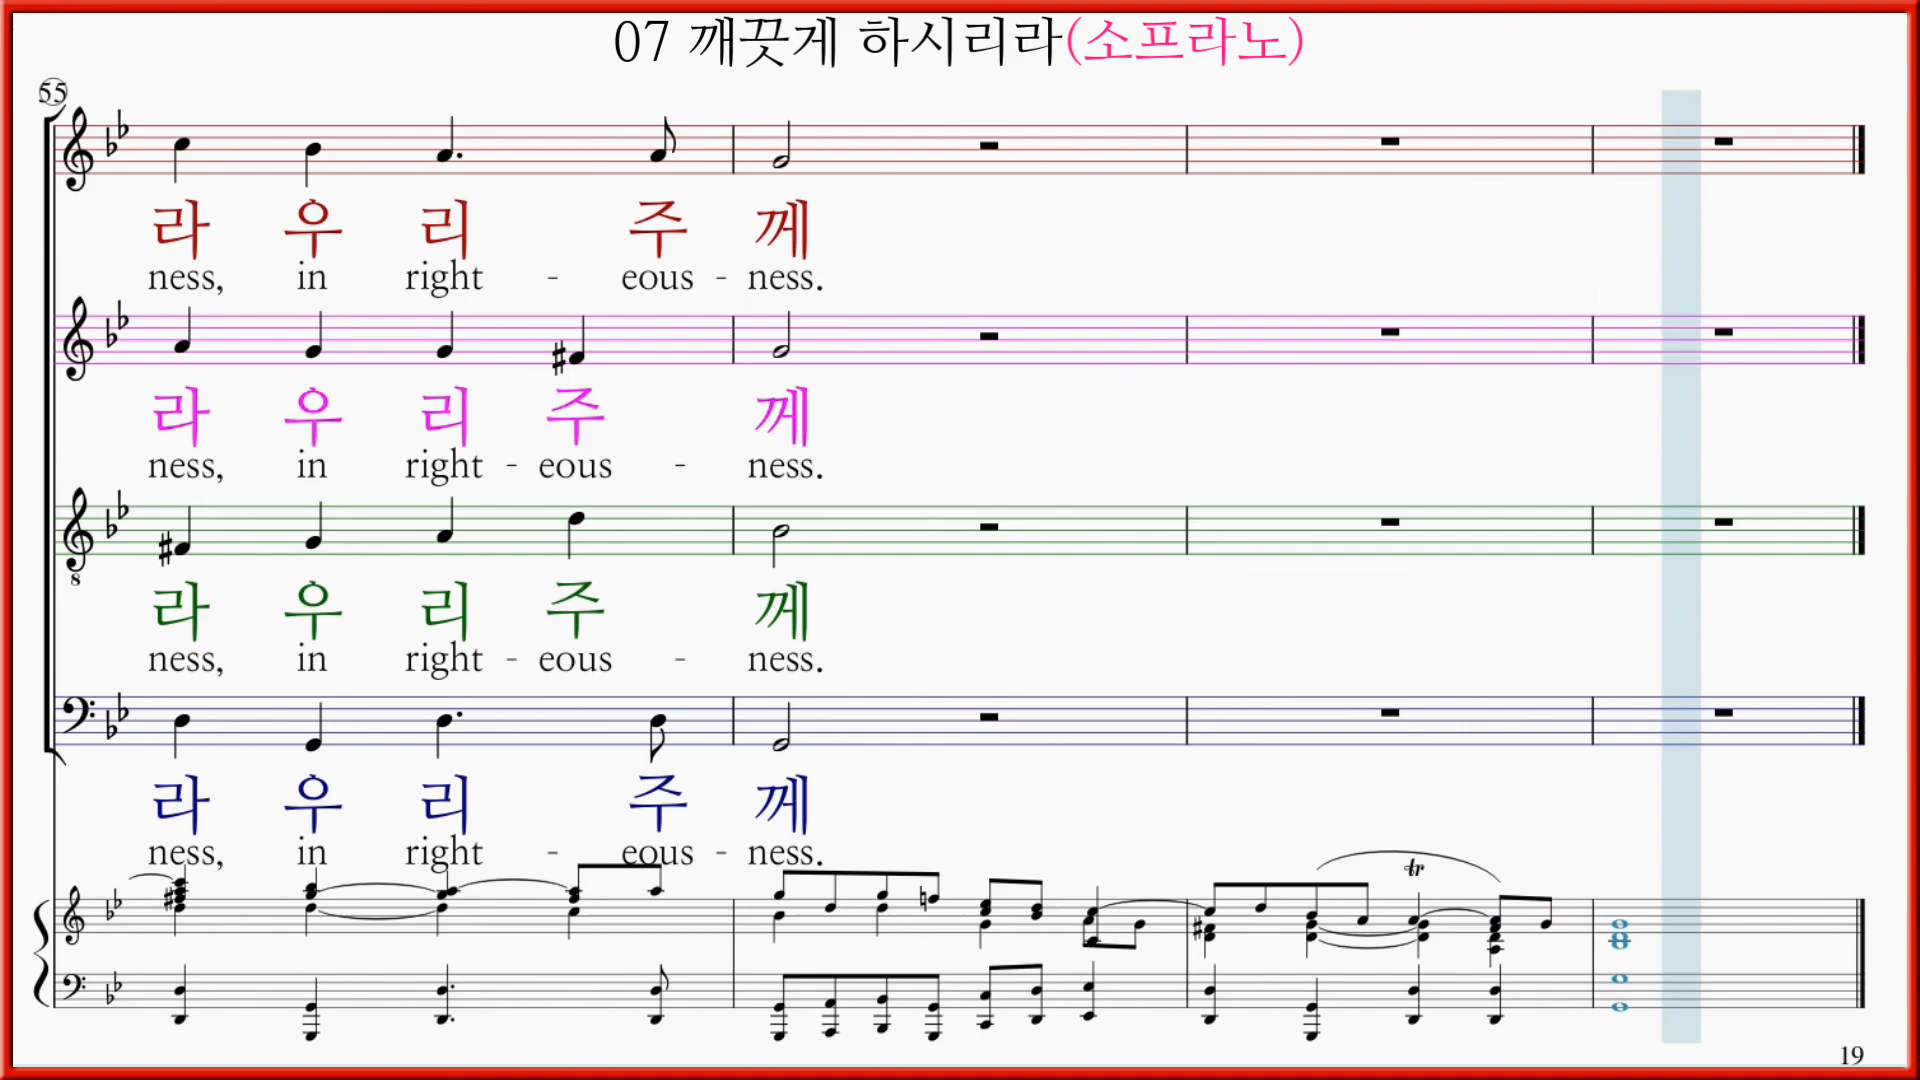 07 깨끗게 하시리라(소프라노)
55
라 우 리 주 께
ness, in right - eous - ness.
라 우 리 주 께
ness, in right - eous - ness.
8
라 우 리 주 께
ness, in right - eous - ness.
라 우 리 주 께
ness, in right - eous - ness.
tr
19